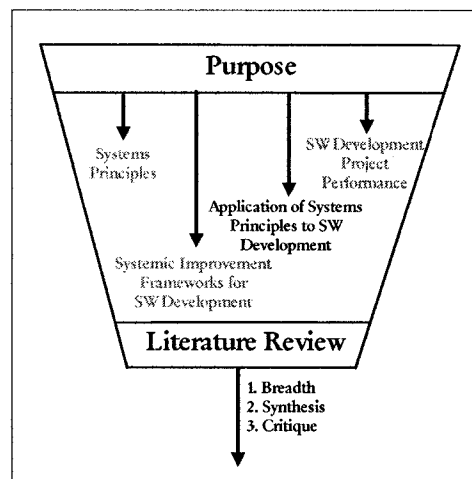 Purpose
Systems
Principles
SW Development
Project
Performance
Application of Systems
Principles to SW
Development
Systemic Improvement
Frameworks for
SW Development
Literature Review
1. Breadth
2. Synthesis
3. Critique